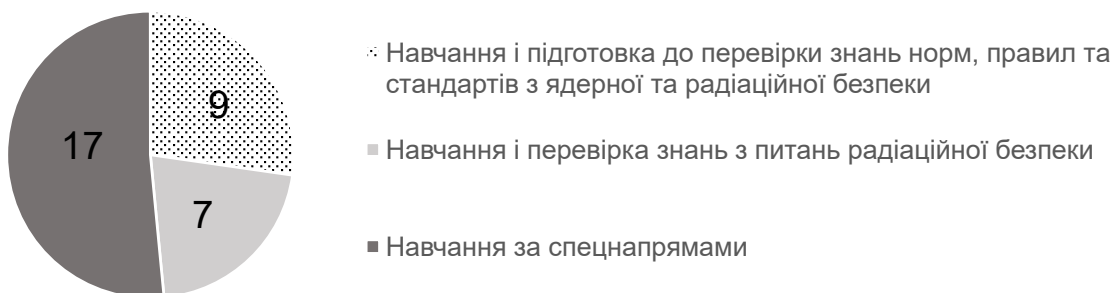 9
17
7
Навчання і підготовка до перевірки знань норм, правил та
стандартів з ядерної та радіаційної безпеки
Навчання і перевірка знань з питань радіаційної безпеки
Навчання за спецнапрямами